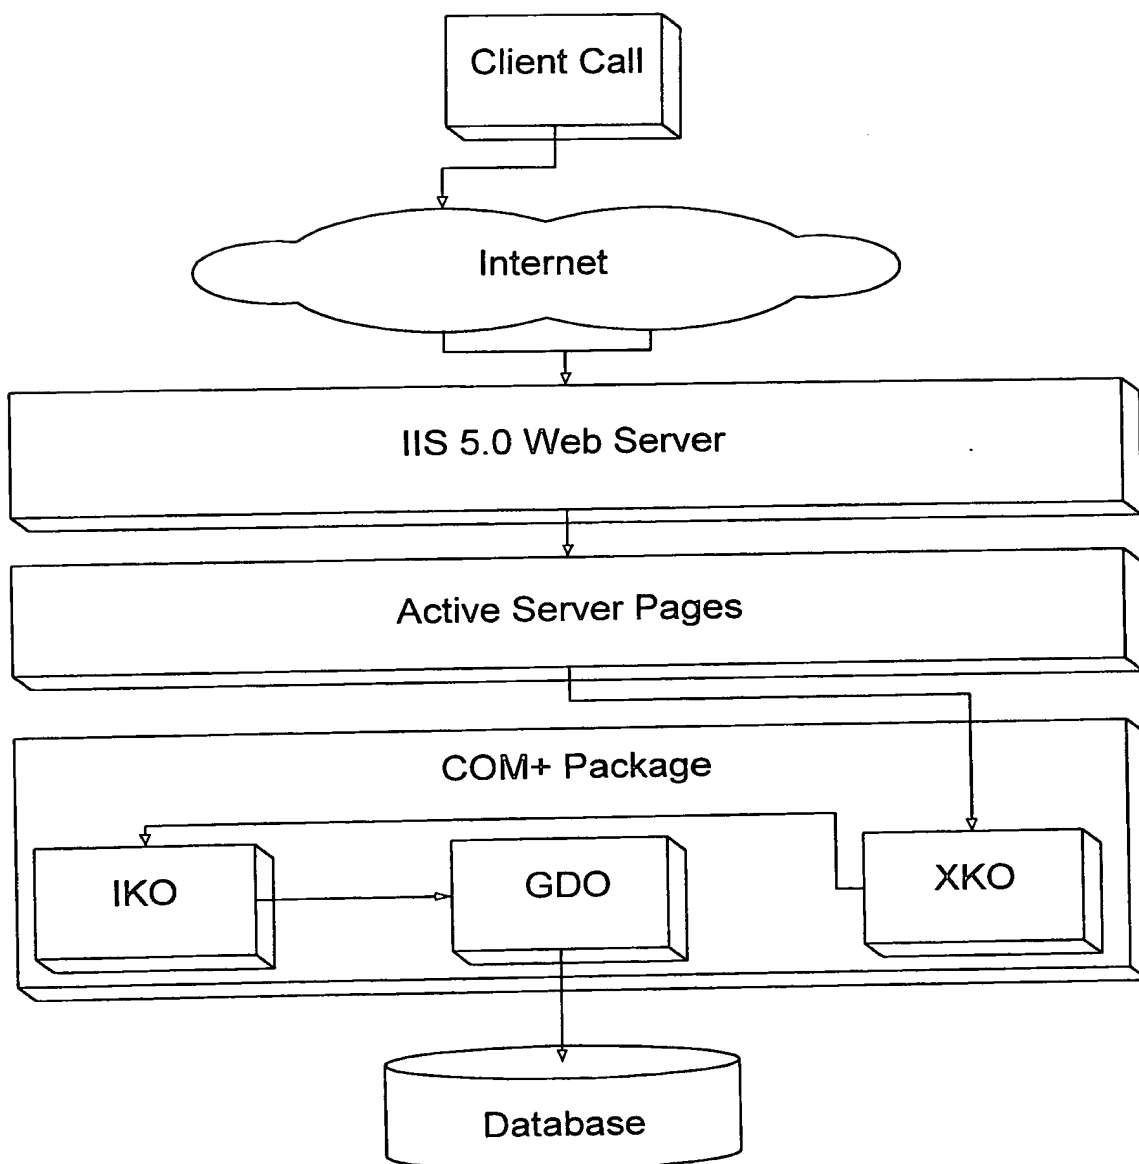 Client Call
Internet
IIS 5.0 Web Server
Active Server Pages
COM+ Package
IKO
GDO
XKO
Database